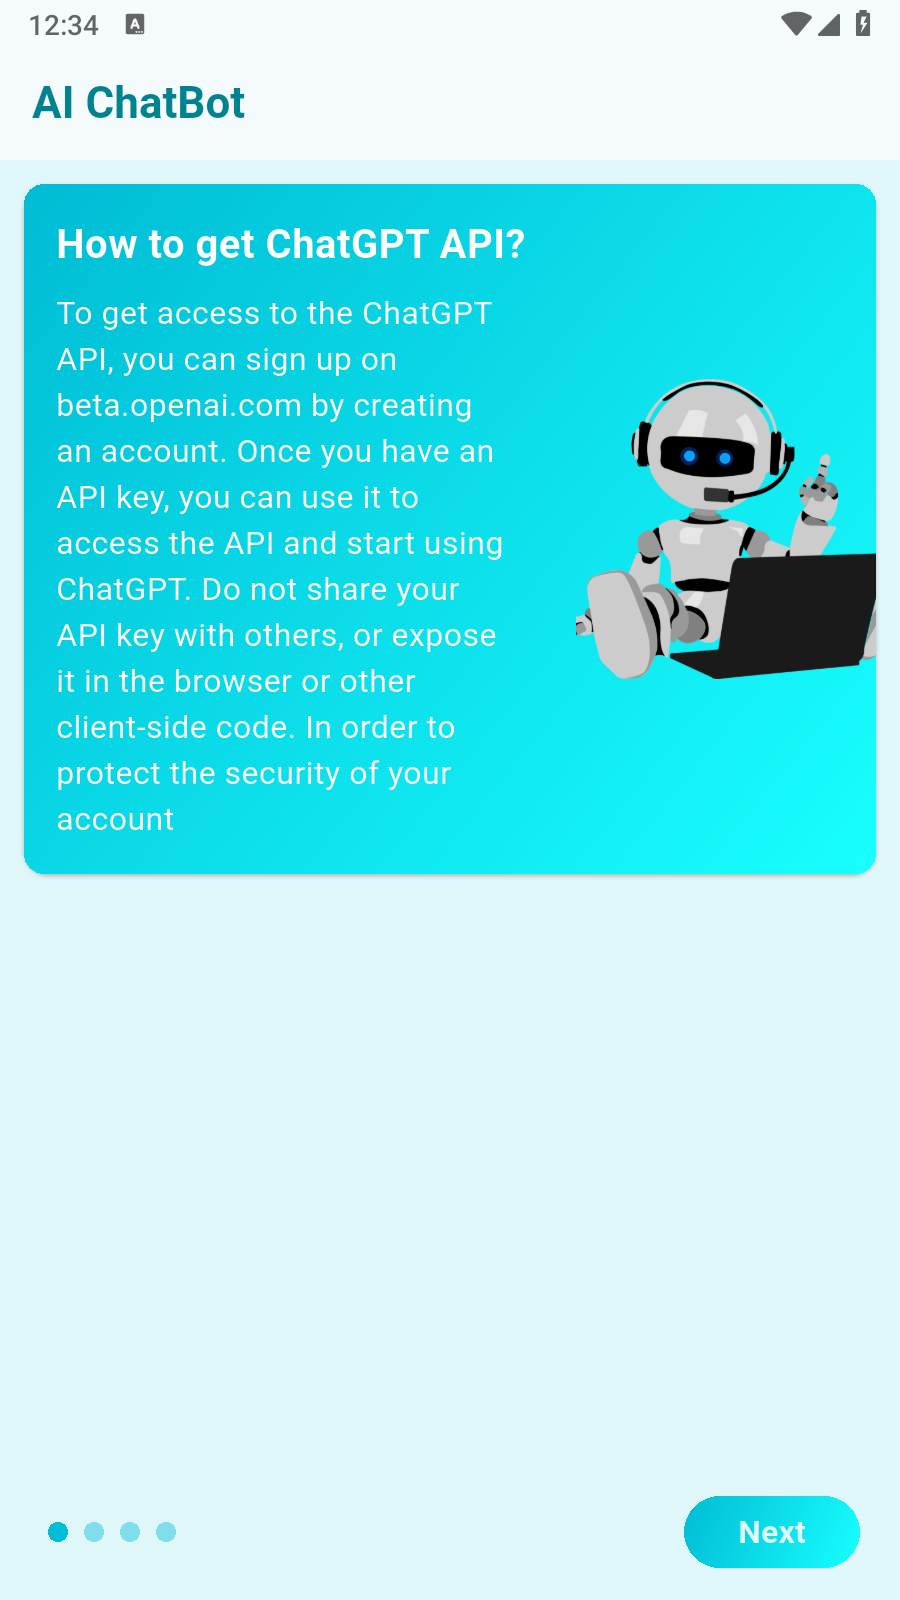 12:34
AI ChatBot
How to get ChatGPT API?
To get access to the ChatGPT
API, you can sign up on
beta.openai.com by creating
an account. Once you have an
API key, you can use it to
access the API and start using
ChatGPT. Do not share your
API key with others, or expose
it in the browser or other
client-side code. In order to
protect the security of your
account
Next